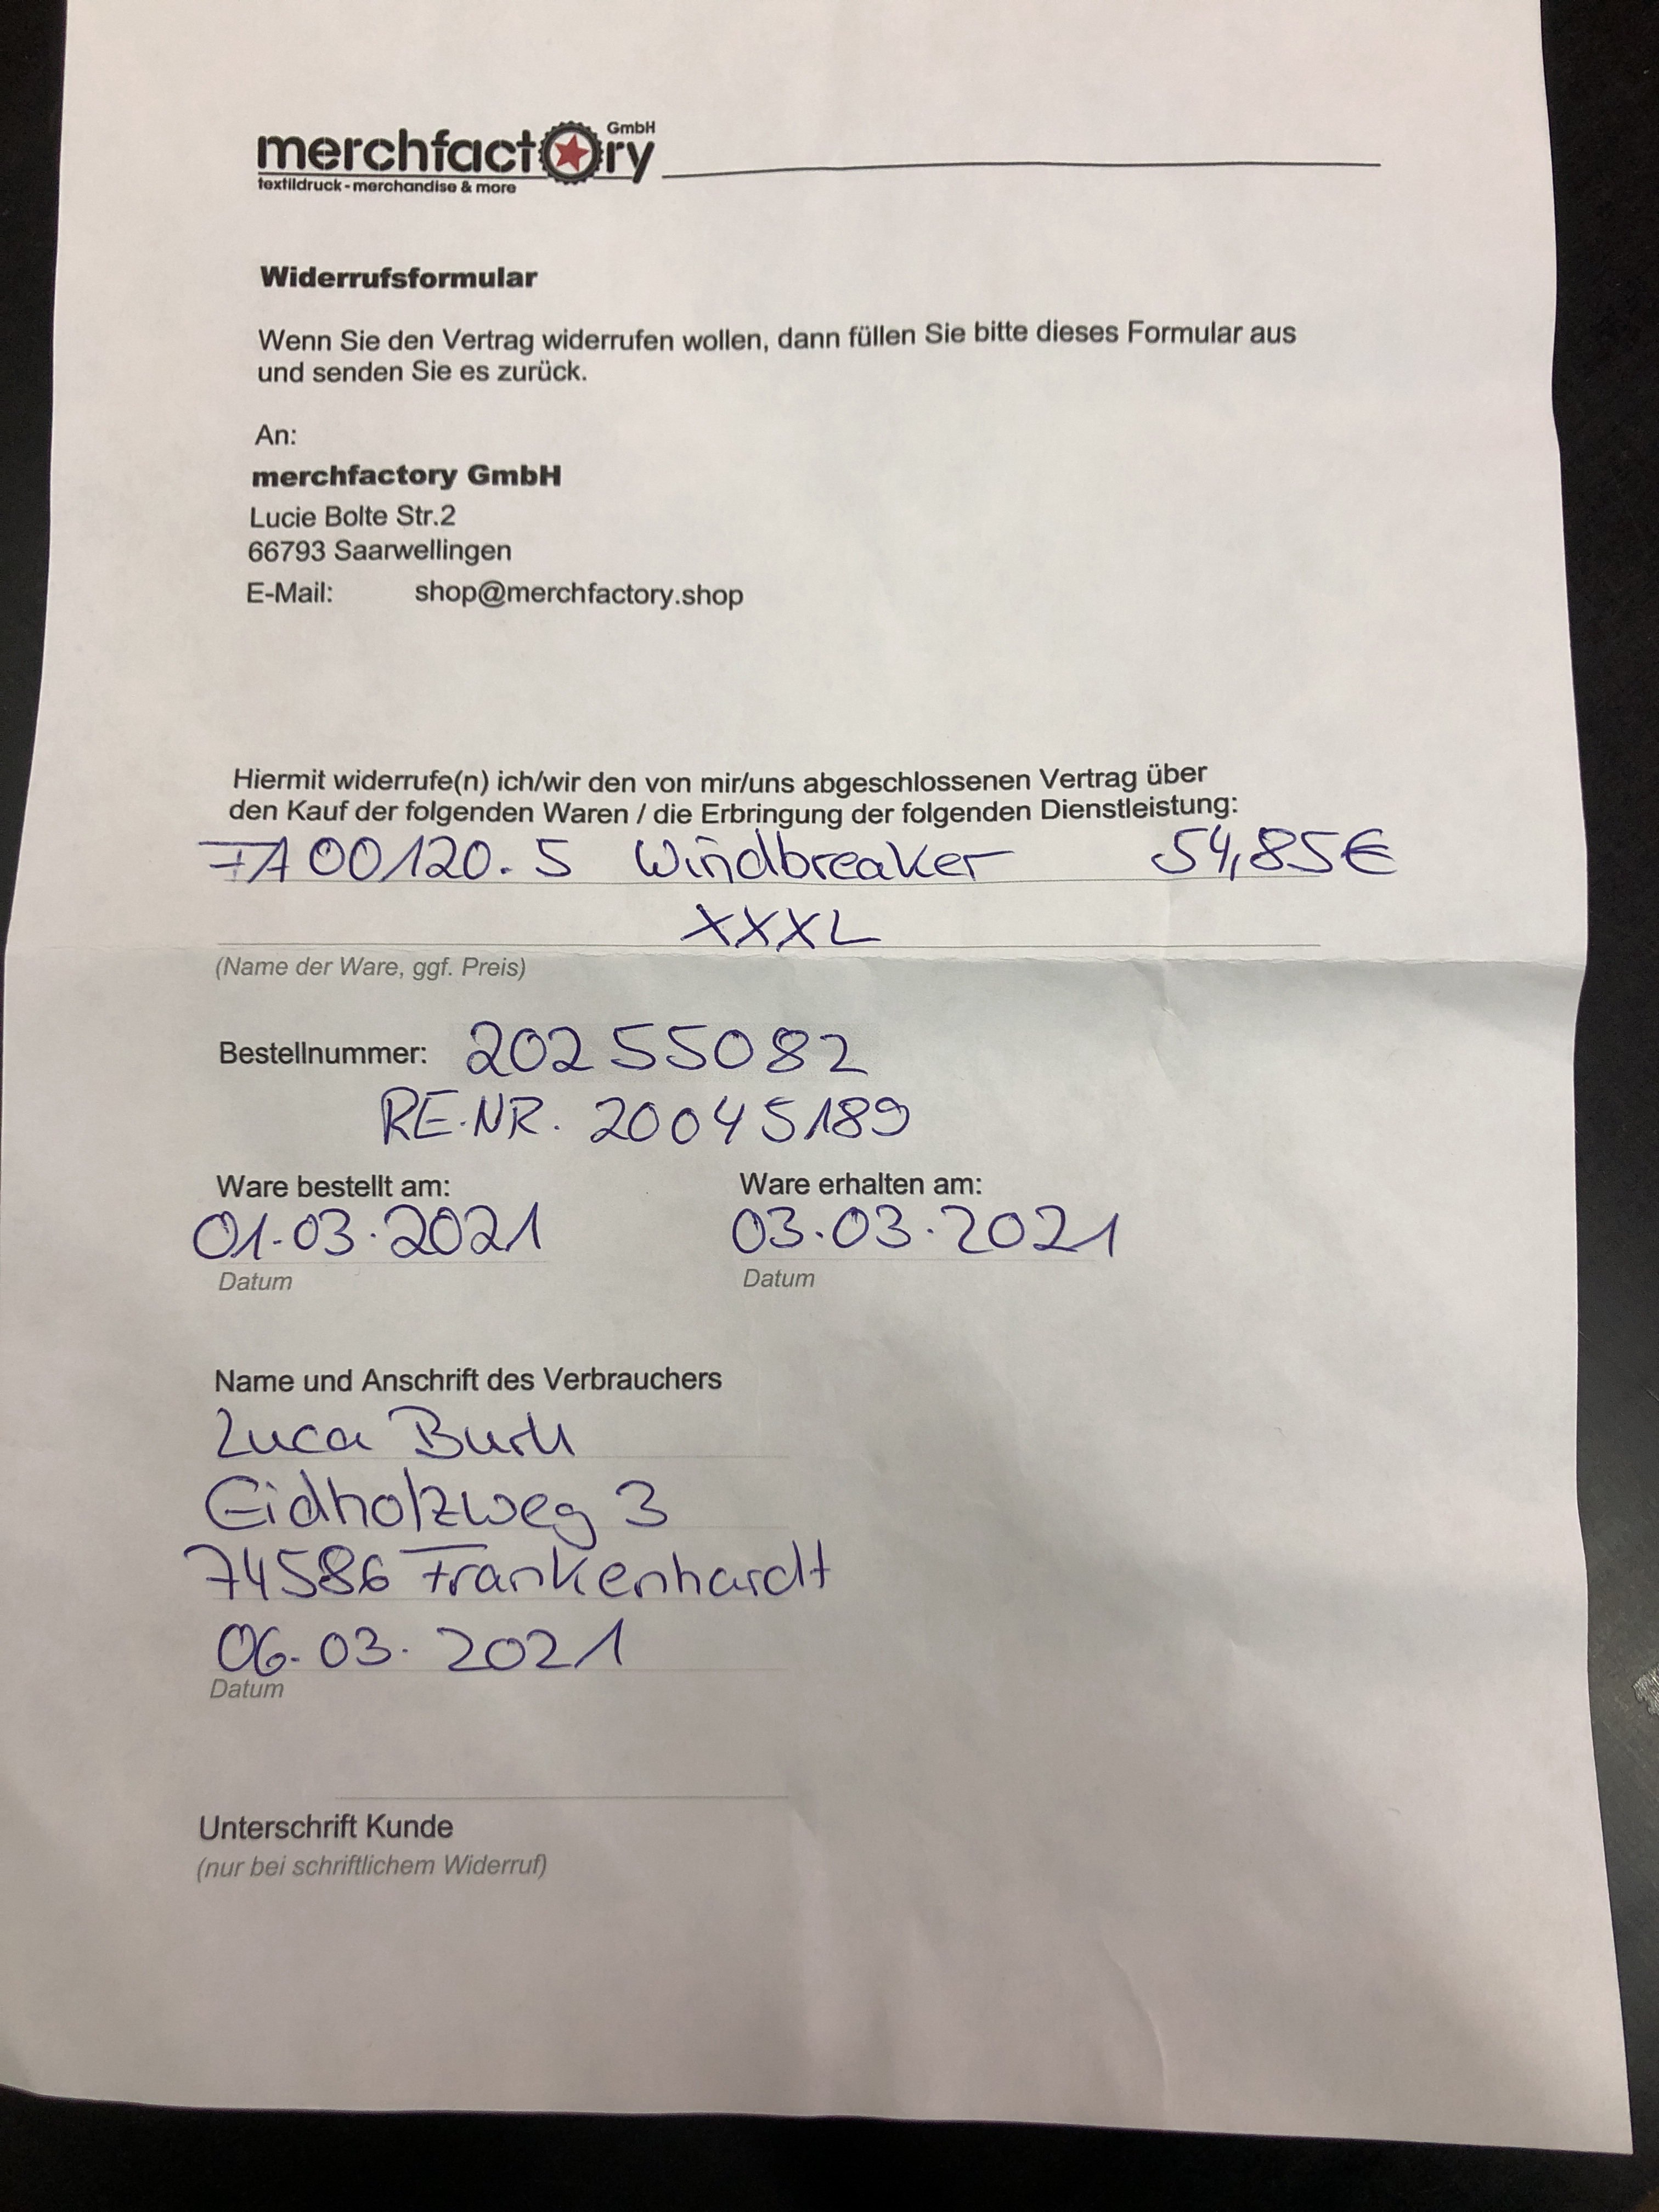 merchfactory GmbH
textildruck - merchandise & more
Widerrufsformular
Wenn Sie den Vertrag widerrufen wollen, dann füllen Sie bitte dieses Formular aus
und senden Sie es zurück.
An:
merchfactory GmbH
Lucie Bolte Str.2
66793 Saarwellingen
E-Mail: shop@merchfactory.shop
Hiermit widerrufe(n) ich/wir den von mir/uns abgeschlossenen Vertrag über
den Kauf der folgenden Waren / die Erbringung der folgenden Dienstleistung:
FA00120.5 Windbreaker 54,85€
XXXL
(Name der Ware, ggf. Preis)
Bestellnummer: 20255082
RE.NR. 20045189
Ware bestellt am: Ware erhalten am:
01.03.2021 03.03.2021
Datum Datum
Name und Anschrift des Verbrauchers
Luca
Eidholzweg 3
74586 Frankenhardt
06.03.2021
Datum
Unterschrift Kunde
(nur bei schriftlichem Widerruf)